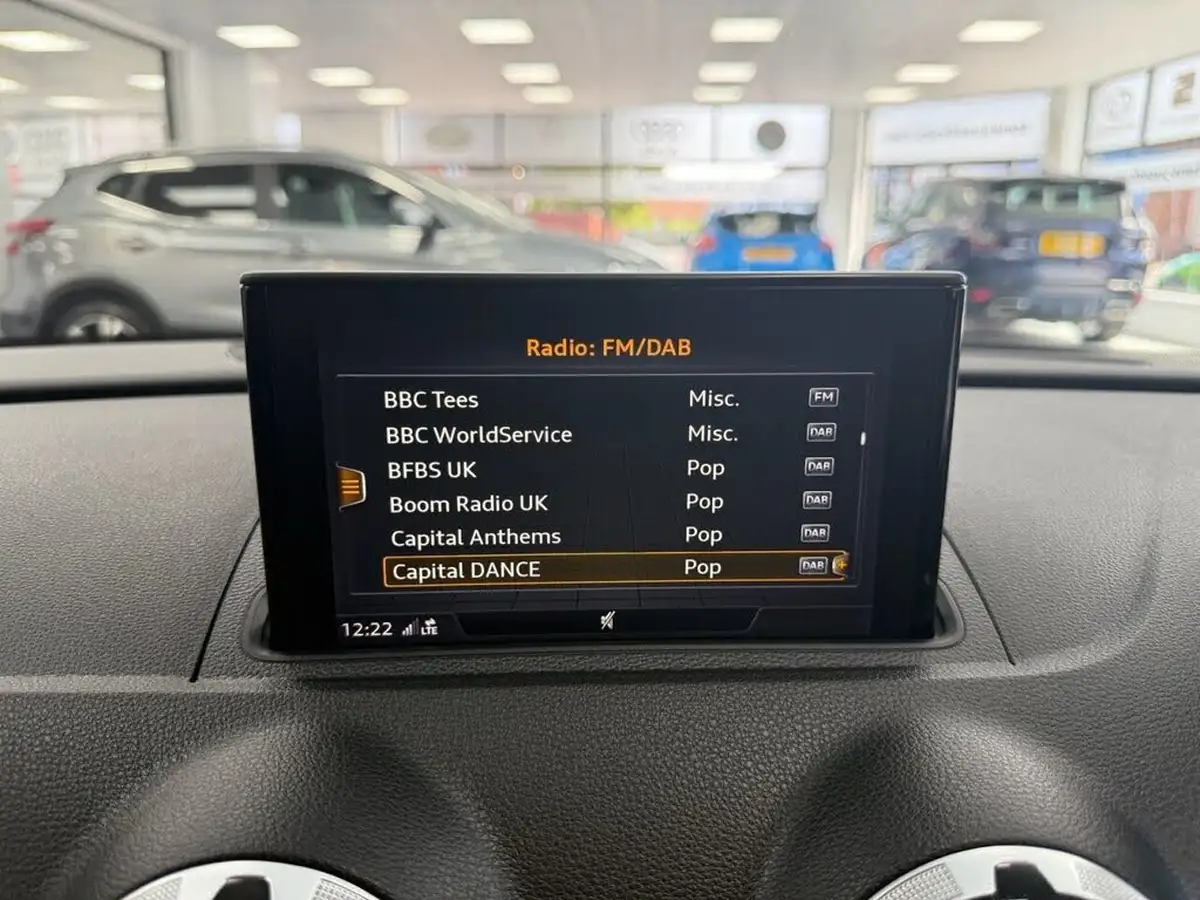 Radio: FM/DAB
BBC Tees Misc. FM
BBC WorldService Misc. DAB
BFBS UK Pop DAB
Boom Radio UK Pop DAB
Capital Anthems Pop DAB
Capital DANCE Pop DAB
12:22 LTE